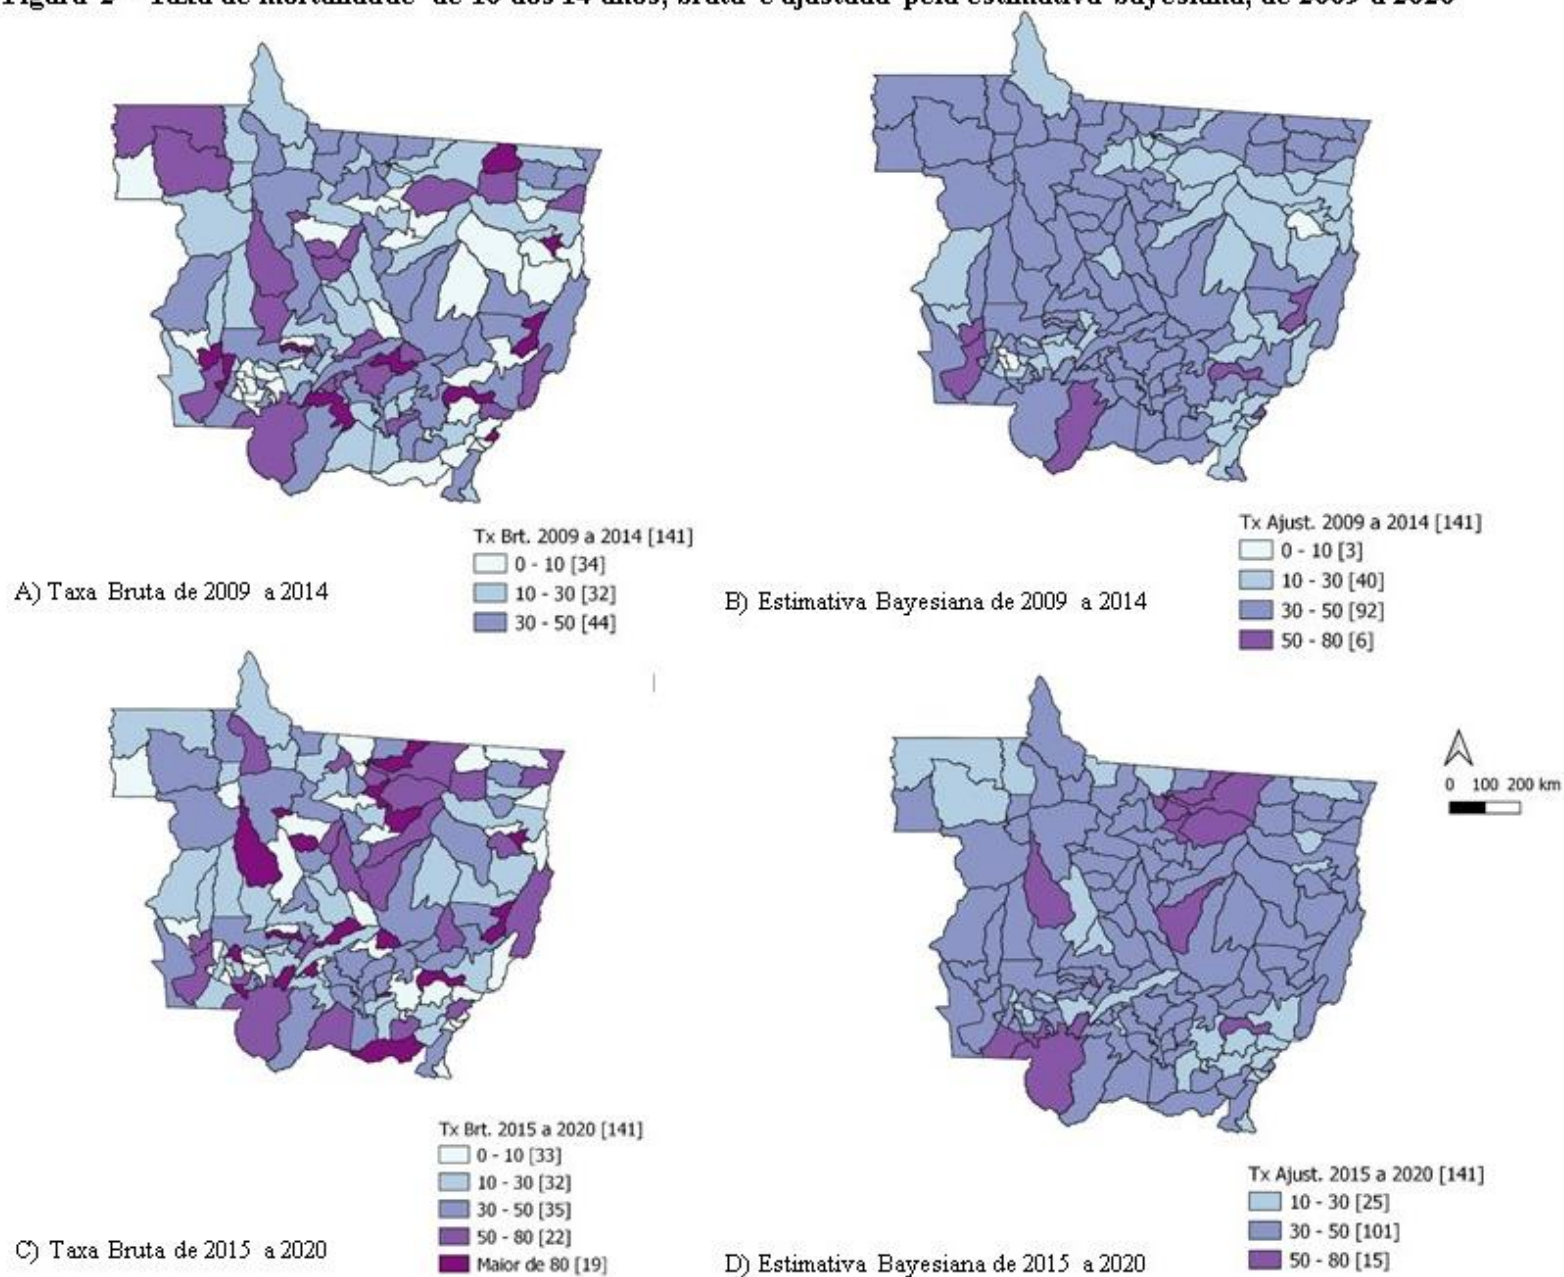 Figura 2 – Taxa de mortalidade de 10 aos 14 anos, bruta e ajustada pela estimativa bayesiana, de 2009 a 2020
Tx Brt. 2009 a 2014 [141]
0 - 10 [34]
10 - 30 [32]
30 - 50 [44]
A) Taxa Bruta de 2009 a 2014
Tx Ajust. 2009 a 2014 [141]
0 - 10 [3]
10 - 30 [40]
30 - 50 [92]
50 - 80 [6]
B) Estimativa Bayesiana de 2009 a 2014
0 100 200 km
Tx Brt. 2015 a 2020 [141]
0 - 10 [33]
10 - 30 [32]
30 - 50 [35]
50 - 80 [22]
Maior de 80 [19]
C) Taxa Bruta de 2015 a 2020
Tx Ajust. 2015 a 2020 [141]
10 - 30 [25]
30 - 50 [101]
50 - 80 [15]
D) Estimativa Bayesiana de 2015 a 2020